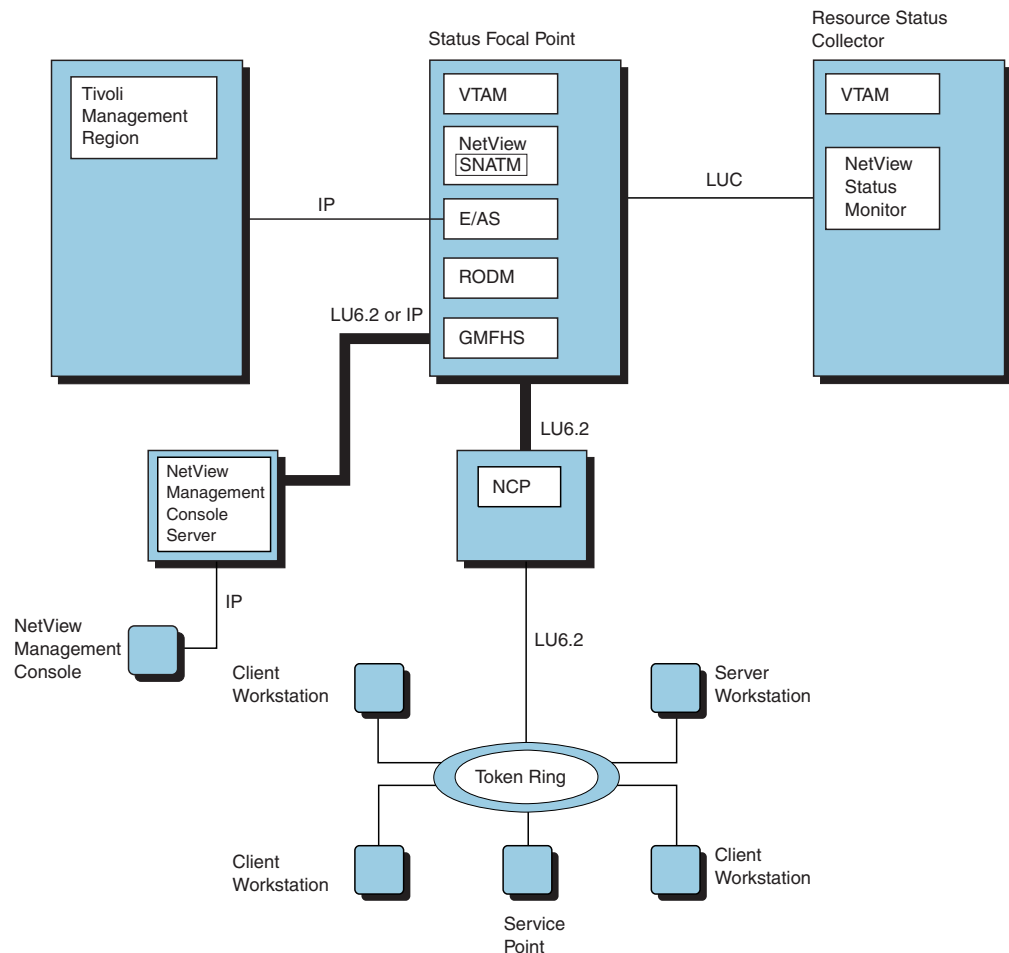 Status Focal Point
Resource Status
Collector
Tivoli
Management
Region
VTAM
NetView
SNATM
E/AS
RODM
GMFHS
VTAM
NetView
Status
Monitor
IP
LUC
LU6.2 or IP
LU6.2
NetView
Management
Console
Server
NCP
IP
NetView
Management
Console
LU6.2
Client
Workstation
Server
Workstation
Token Ring
Client
Workstation
Service
Point
Client
Workstation